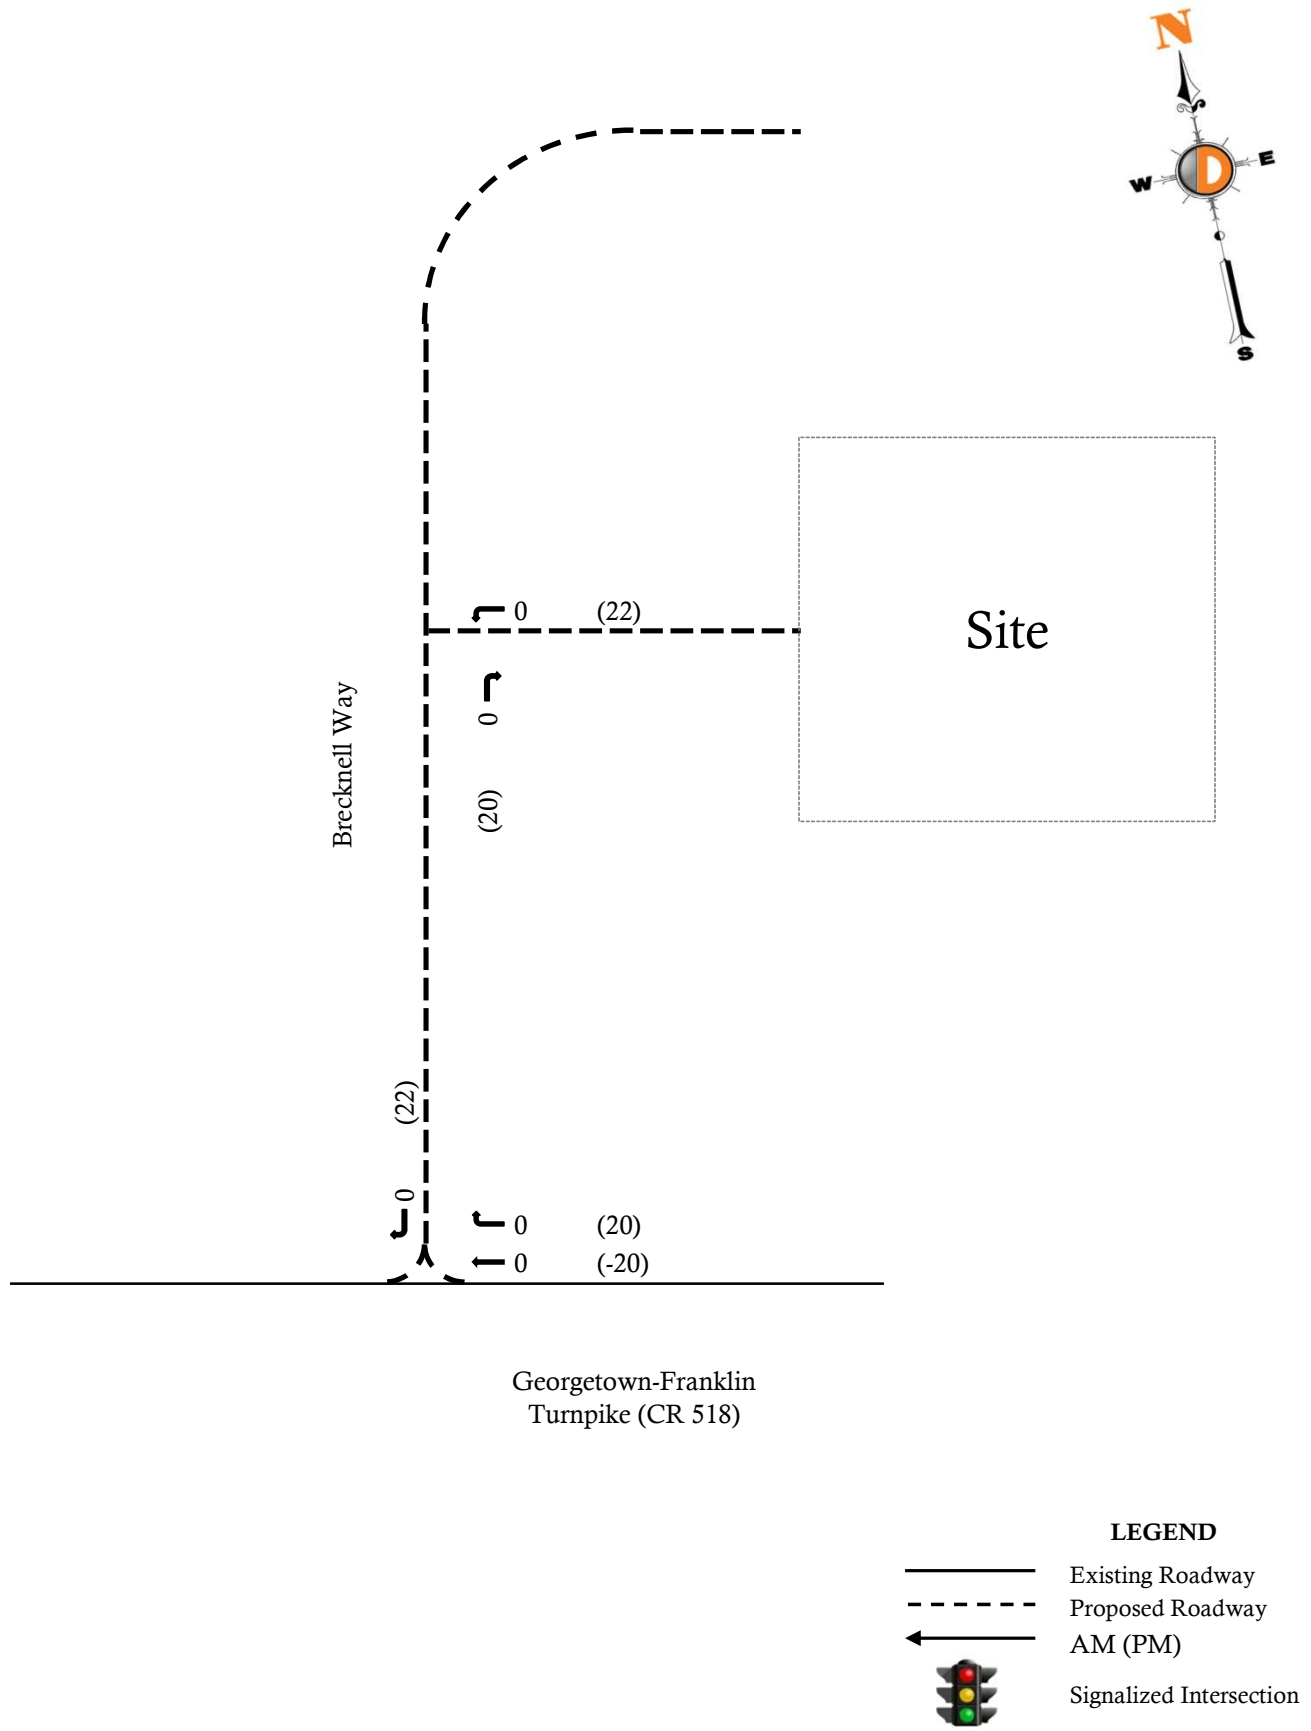 N
W
E
D
S
0 (22)
Site
0
(20)
Brecknell Way
(22)
0
0 (20)
0 (-20)
Georgetown-Franklin
Turnpike (CR 518)
LEGEND
Existing Roadway
Proposed Roadway
AM (PM)
Signalized Intersection